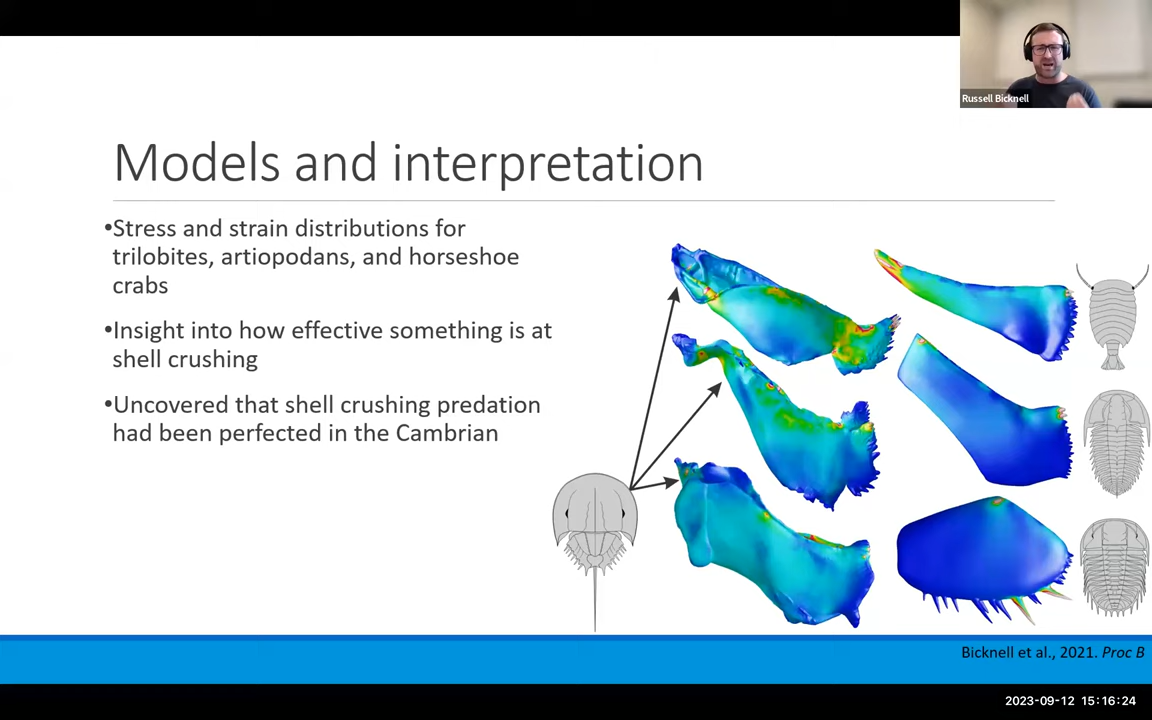 Russell Bicknell
Models and interpretation
•Stress and strain distributions for
trilobites, artiopodans, and horseshoe
crabs
•Insight into how effective something is at
shell crushing
•Uncovered that shell crushing predation
had been perfected in the Cambrian
Bicknell et al., 2021. Proc B
2023-09-12 15:16:24